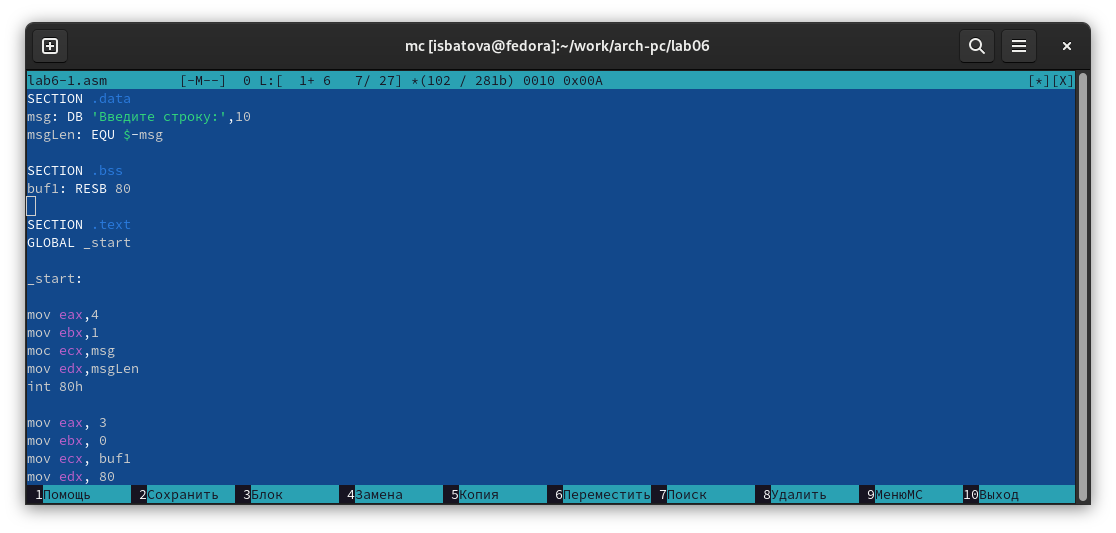 mc [isbatova@fedora]:~/work/arch-pc/lab06
lab6-1.asm [-M--] 0 L:[ 1+ 6 7/ 27] *(102 / 281b) 0010 0x00A [*][X]
SECTION .data
msg: DB 'Введите строку:',10
msgLen: EQU $-msg
SECTION .bss
buf1: RESB 80
SECTION .text
GLOBAL _start
_start:
mov eax,4
mov ebx,1
moc ecx,msg
mov edx,msgLen
int 80h
mov eax, 3
mov ebx, 0
mov ecx, buf1
mov edx, 80
1Помощь 2Сохранить 3Блок 4Замена 5Копия 6Переместить 7Поиск 8Удалить 9МенюMC 10Выход